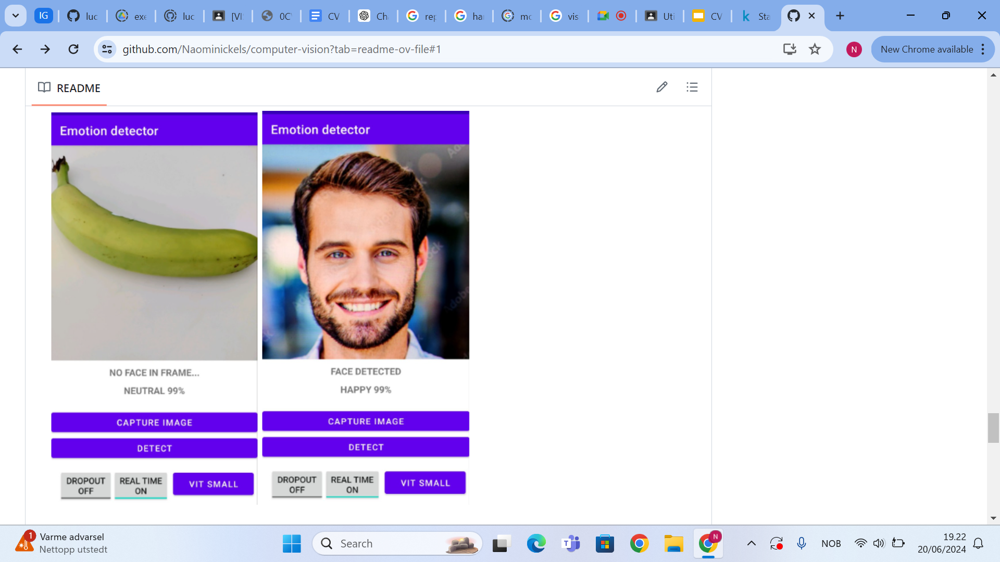 IG
luc
exe
luc
[VI
0C
CV
Ch
rep
har
mo
vis
Uti
CV
k
Sta
github.com/Naominickels/computer-vision?tab=readme-ov-file#1
N
New Chrome available
README
Emotion detector
NO FACE IN FRAME...
NEUTRAL 99%
CAPTURE IMAGE
DETECT
DROPOUT
OFF
REAL TIME
ON
VIT SMALL
Emotion detector
FACE DETECTED
HAPPY 99%
CAPTURE IMAGE
DETECT
DROPOUT
OFF
REAL TIME
ON
VIT SMALL
1
Varme advarsel
Nettopp utstedt
Search
T
N
NOB
19.22
20/06/2024